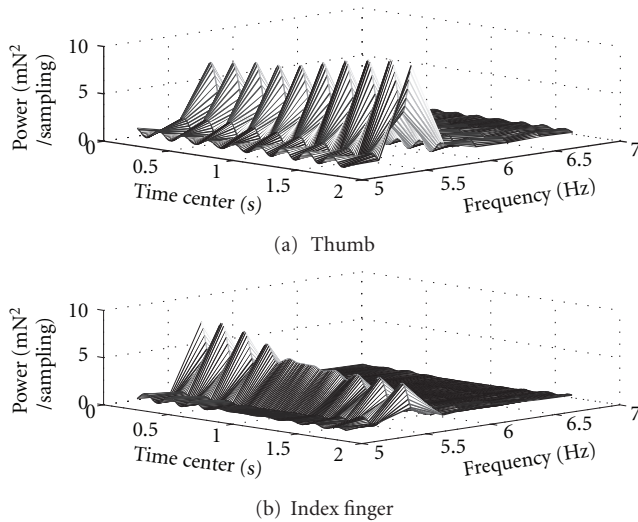 10
5
0
Power (mN2
/sampling)
0
0.5
1
1.5
2
Time center (s)
5
5.5
6
6.5
7
Frequency (Hz)
(a) Thumb
10
5
0
Power (mN2
/sampling)
0
0.5
1
1.5
2
Time center (s)
5
5.5
6
6.5
7
Frequency (Hz)
(b) Index finger